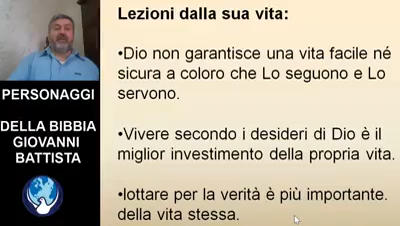 Lezioni dalla sua vita:
•Dio non garantisce una vita facile né
sicura a coloro che Lo seguono e Lo
servono.
•Vivere secondo i desideri di Dio è il
miglior investimento della propria vita.
•lottare per la verità è più importante.
della vita stessa.
PERSONAGGI
DELLA BIBBIA
GIOVANNI
BATTISTA